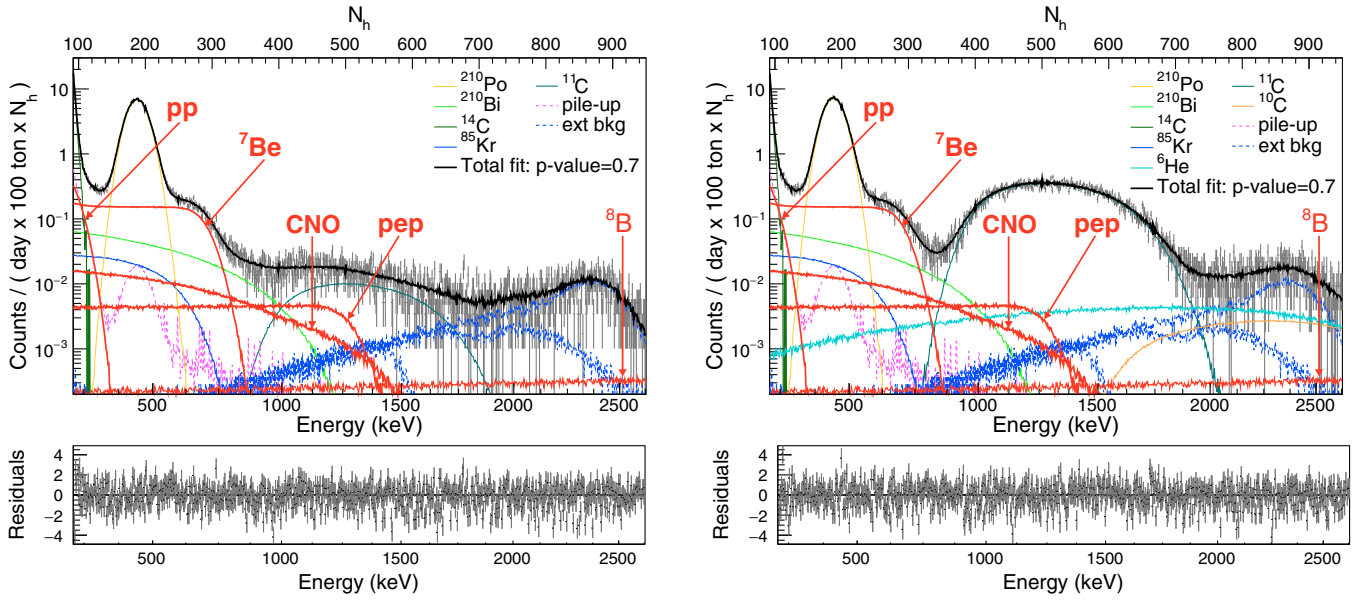 N_h
100 200 300 400 500 600 700 800 900
10
1
10⁻¹
10⁻²
10⁻³
Counts / ( day x 100 ton x N_h )
²¹⁰Po
²¹⁰Bi
¹⁴C
⁸⁵Kr
Total fit: p-value=0.7
¹¹C
pile-up
ext bkg
pp
⁷Be
CNO
pep
⁸B
500 1000 1500 2000 2500
Energy (keV)
Residuals
4
2
0
−2
−4
500 1000 1500 2000 2500
Energy (keV)
N_h
100 200 300 400 500 600 700 800 900
10
1
10⁻¹
10⁻²
10⁻³
Counts / ( day x 100 ton x N_h )
²¹⁰Po
²¹⁰Bi
¹⁴C
⁸⁵Kr
⁶He
Total fit: p-value=0.7
¹¹C
¹⁰C
pile-up
ext bkg
pp
⁷Be
CNO
pep
⁸B
500 1000 1500 2000 2500
Energy (keV)
Residuals
4
2
0
−2
−4
500 1000 1500 2000 2500
Energy (keV)